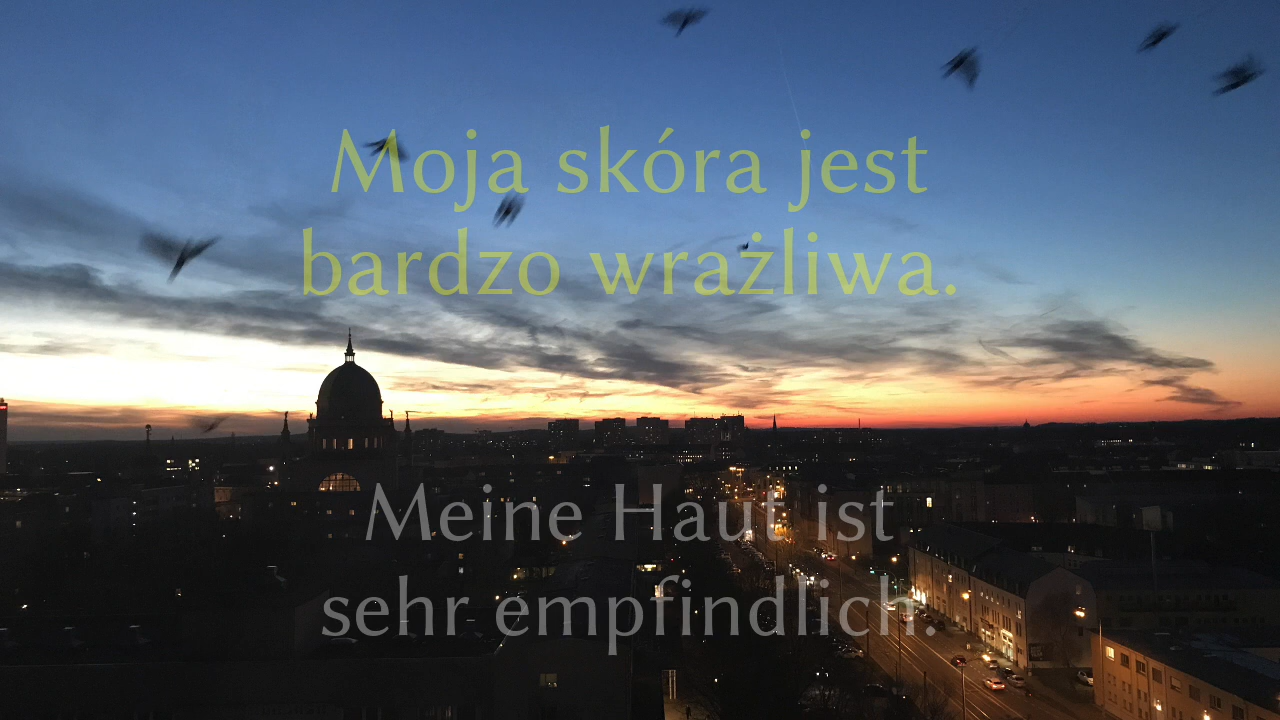 Moja skóra jest
bardzo wrażliwa.
Meine Haut ist
sehr empfindlich.